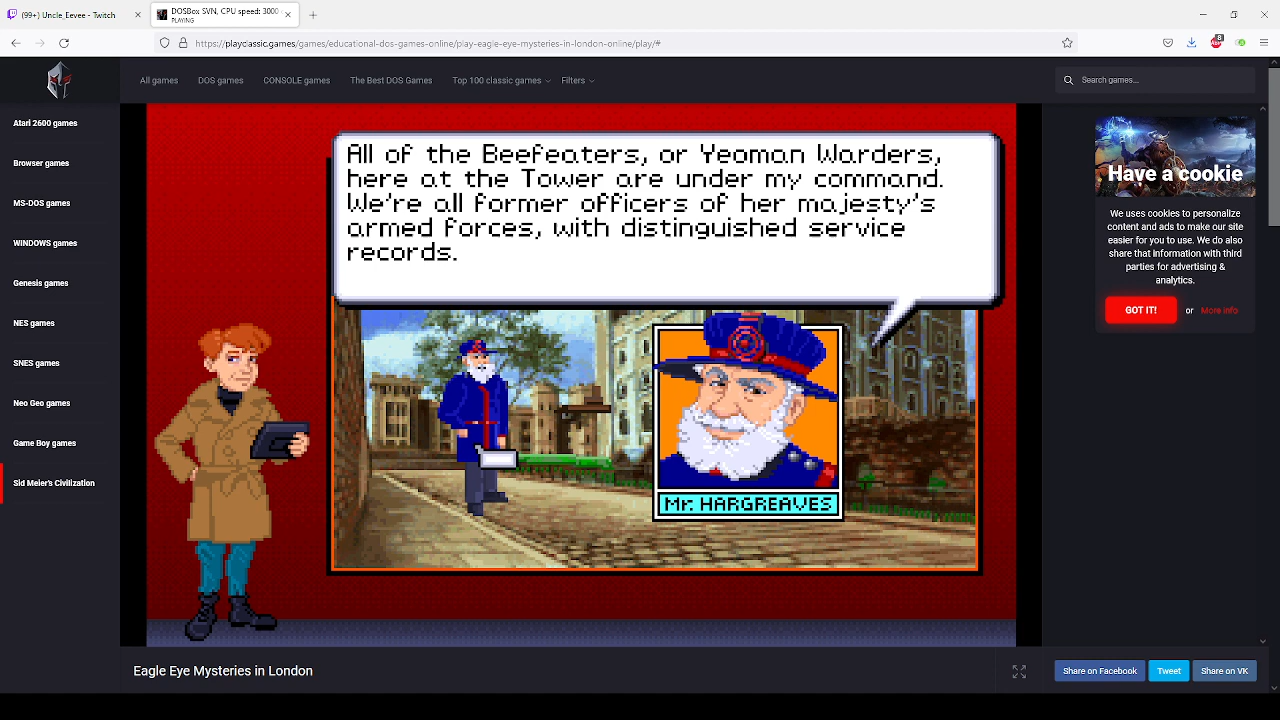 (99+) Uncle_Eevee - Twitch
DOSBox SVN, CPU speed: 3000
PLAYING
https://playclassic.games/games/educational-dos-games-online/play-eagle-eye-mysteries-in-london-online/play/#
8
All games
DOS games
CONSOLE games
The Best DOS Games
Top 100 classic games
Filters
Search games...
Atari 2600 games
Browser games
MS-DOS games
WINDOWS games
Genesis games
NES games
SNES games
Neo Geo games
Game Boy games
Sid Meier's Civilization
All of the Beefeaters, or Yeoman Warders,
here at the Tower are under my command.
We're all former officers of her majesty's
armed forces, with distinguished service
records.
Mr. HARGREAVES
Have a cookie
We uses cookies to personalize
content and ads to make our site
easier for you to use. We do also
share that information with third
parties for advertising &
analytics.
GOT IT!
or
More info
Eagle Eye Mysteries in London
Share on Facebook
Tweet
Share on VK